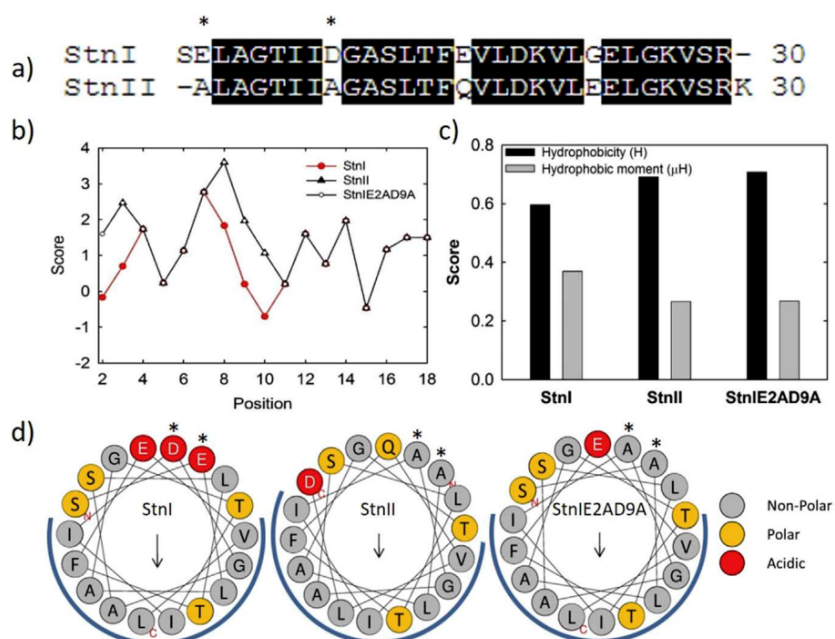 * *
a) StnI SELAGTIIDGASLTFEVLDKVLGELGKVSR- 30
StnII -ALAGTIIAGASLTFQVLDKVLEELGKVSRK 30
b)
Score
4
3
2
1
0
-1
-2
2 4 6 8 10 12 14 16 18
Position
StnI
StnII
StnIE2AD9A
c)
Score
0.8
0.6
0.4
0.2
0.0
Hydrophobicity (H)
Hydrophobic moment (µH)
StnI StnII StnIE2AD9A
d)
* *
S S G E D E L T V G L T I L A A F I
N C
StnI
* *
D S G Q A A L T V G L T I L A A F I
C N
StnII
* *
S S G E A A L T V G L T I L A A F I
N C
StnIE2AD9A
Non-Polar
Polar
Acidic